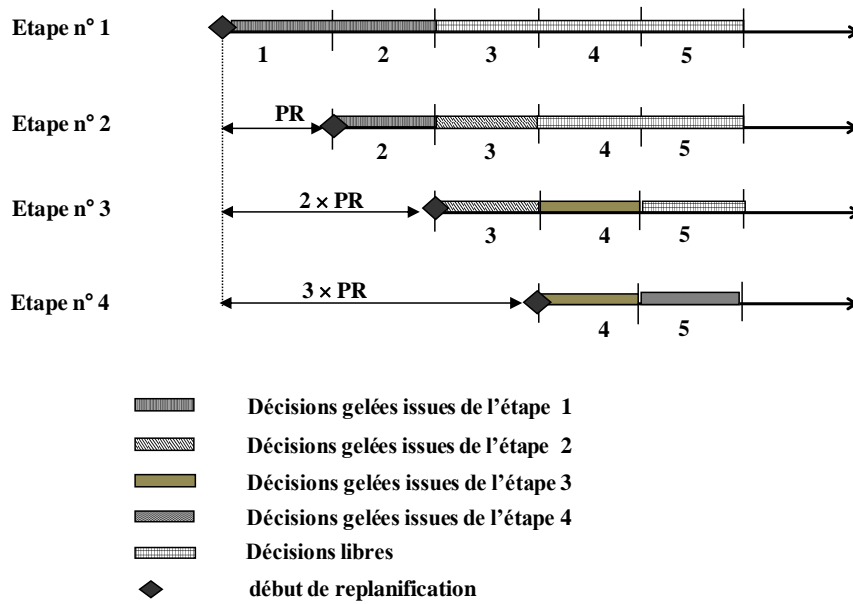 Etape n° 1
1 2 3 4 5
Etape n° 2
PR
2 3 4 5
Etape n° 3
2 × PR
3 4 5
Etape n° 4
3 × PR
4 5
Décisions gelées issues de l'étape 1
Décisions gelées issues de l'étape 2
Décisions gelées issues de l'étape 3
Décisions gelées issues de l'étape 4
Décisions libres
début de replanification